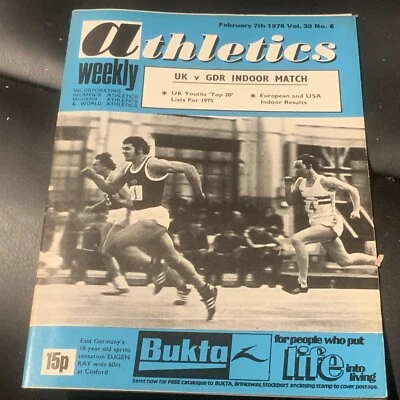 February 7th 1976 Vol. 30 No. 6
athletics
weekly
INCORPORATING
WOMEN'S ATHLETICS
MODERN ATHLETICS
& WORLD ATHLETICS
UK v GDR INDOOR MATCH
* UK Youths "Top 20"
Lists For 1975
* European and USA
Indoor Results
East Germany's
18-year-old sprint
sensation EUGEN
RAY wins 60m
at Cosford.
15p
Bukta
for people who put
life into
living
Send now for FREE catalogue to BUKTA, Brinksway, Stockport enclosing stamp to cover postage.